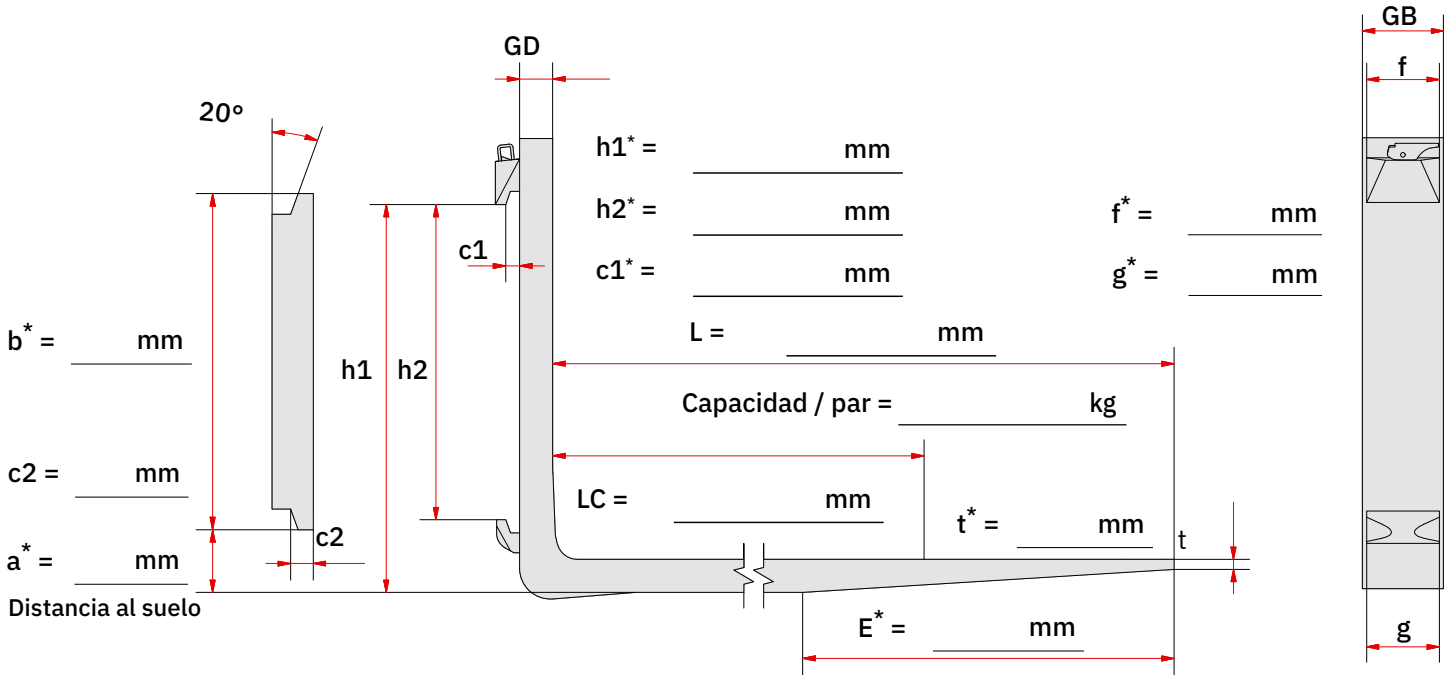 GB
GD
f
20°
h1* = mm
h2* = mm
f* = mm
c1
c1* = mm
g* = mm
b* = mm
L = mm
h1
h2
Capacidad / par = kg
c2 = mm
LC = mm
t* = mm
c2
t
a* = mm
Distancia al suelo
E* = mm
g